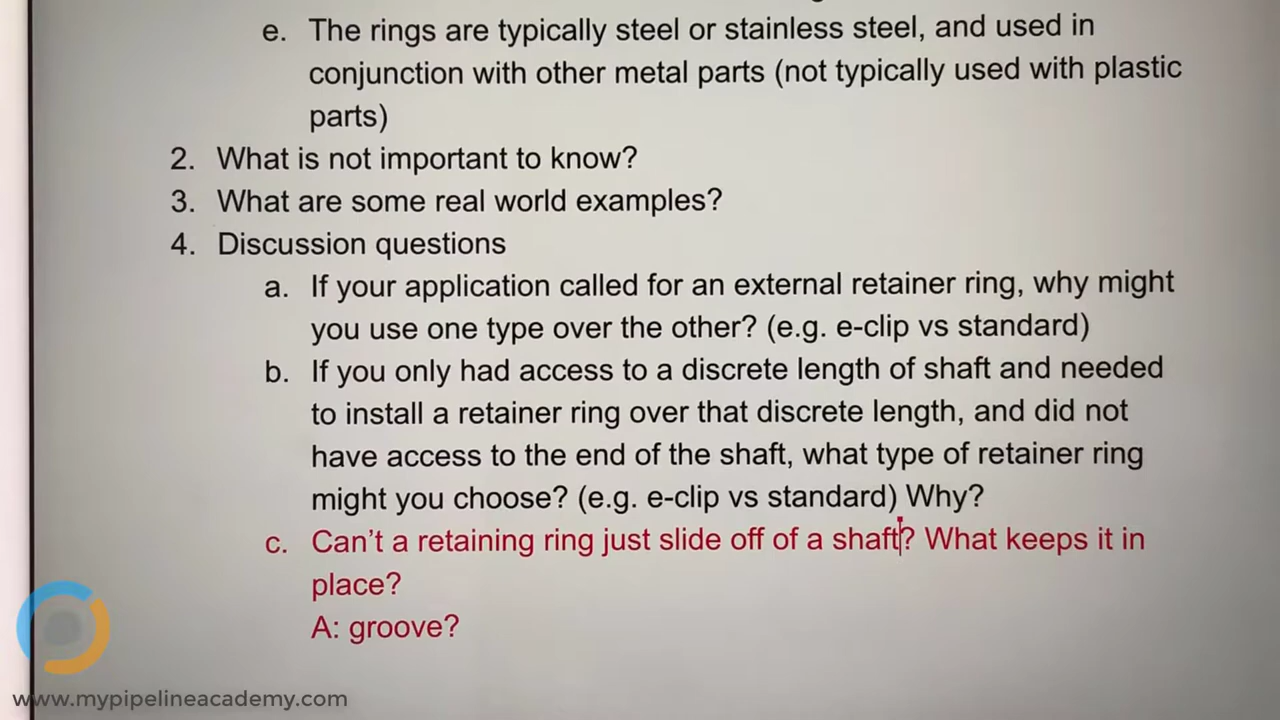 e. The rings are typically steel or stainless steel, and used in
conjunction with other metal parts (not typically used with plastic
parts)
2. What is not important to know?
3. What are some real world examples?
4. Discussion questions
a. If your application called for an external retainer ring, why might
you use one type over the other? (e.g. e-clip vs standard)
b. If you only had access to a discrete length of shaft and needed
to install a retainer ring over that discrete length, and did not
have access to the end of the shaft, what type of retainer ring
might you choose? (e.g. e-clip vs standard) Why?
c. Can't a retaining ring just slide off of a shaft? What keeps it in
place?
A: groove?
www.mypipelineacademy.com